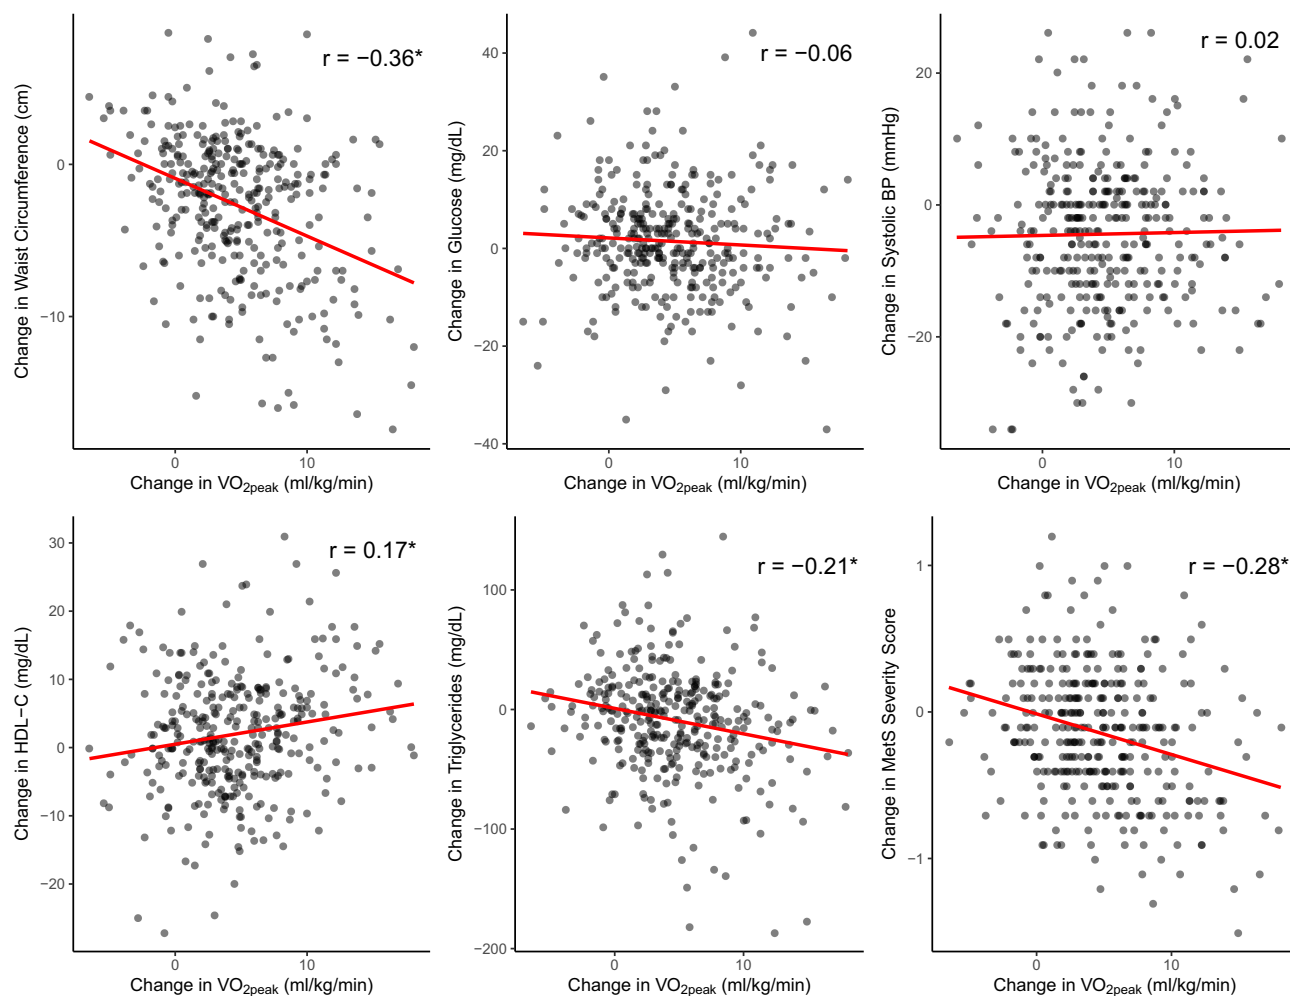 r = −0.36*
Change in Waist Circumference (cm)
0
−10
0
10
Change in VO2peak (ml/kg/min)
r = −0.06
Change in Glucose (mg/dL)
40
20
0
−20
−40
0
10
Change in VO2peak (ml/kg/min)
r = 0.02
Change in Systolic BP (mmHg)
20
0
−20
0
10
Change in VO2peak (ml/kg/min)
r = 0.17*
Change in HDL−C (mg/dL)
30
20
10
0
−10
−20
0
10
Change in VO2peak (ml/kg/min)
r = −0.21*
Change in Triglycerides (mg/dL)
100
0
−100
−200
0
10
Change in VO2peak (ml/kg/min)
r = −0.28*
Change in MetS Severity Score
1
0
−1
0
10
Change in VO2peak (ml/kg/min)